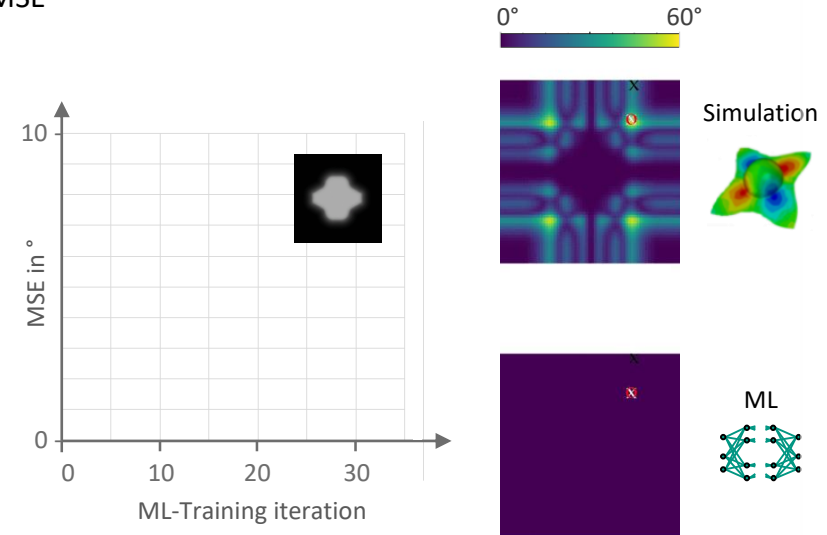 MSE
0° 60°
Simulation
10
MSE in °
0
0 10 20 30
ML-Training iteration
X
X
X
ML